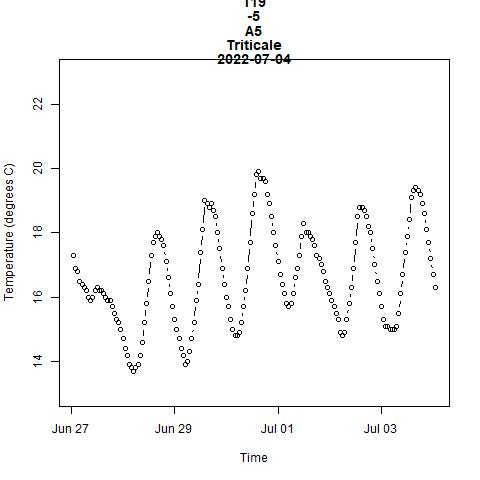 T19
-5
A5
Triticale
2022-07-04
Temperature (degrees C)
22
20
18
16
14
Jun 27
Jun 29
Jul 01
Jul 03
Time